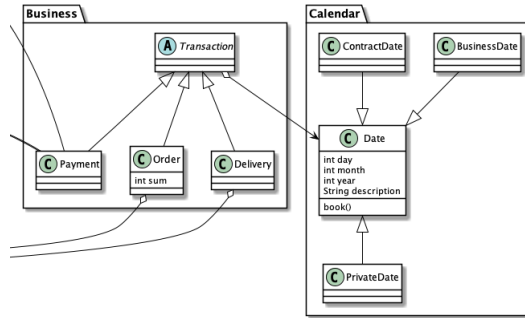 Business
Calendar
A Transaction
C ContractDate
C BusinessDate
C Date
int day
int month
int year
String description
book()
C Payment
C Order
int sum
C Delivery
C PrivateDate